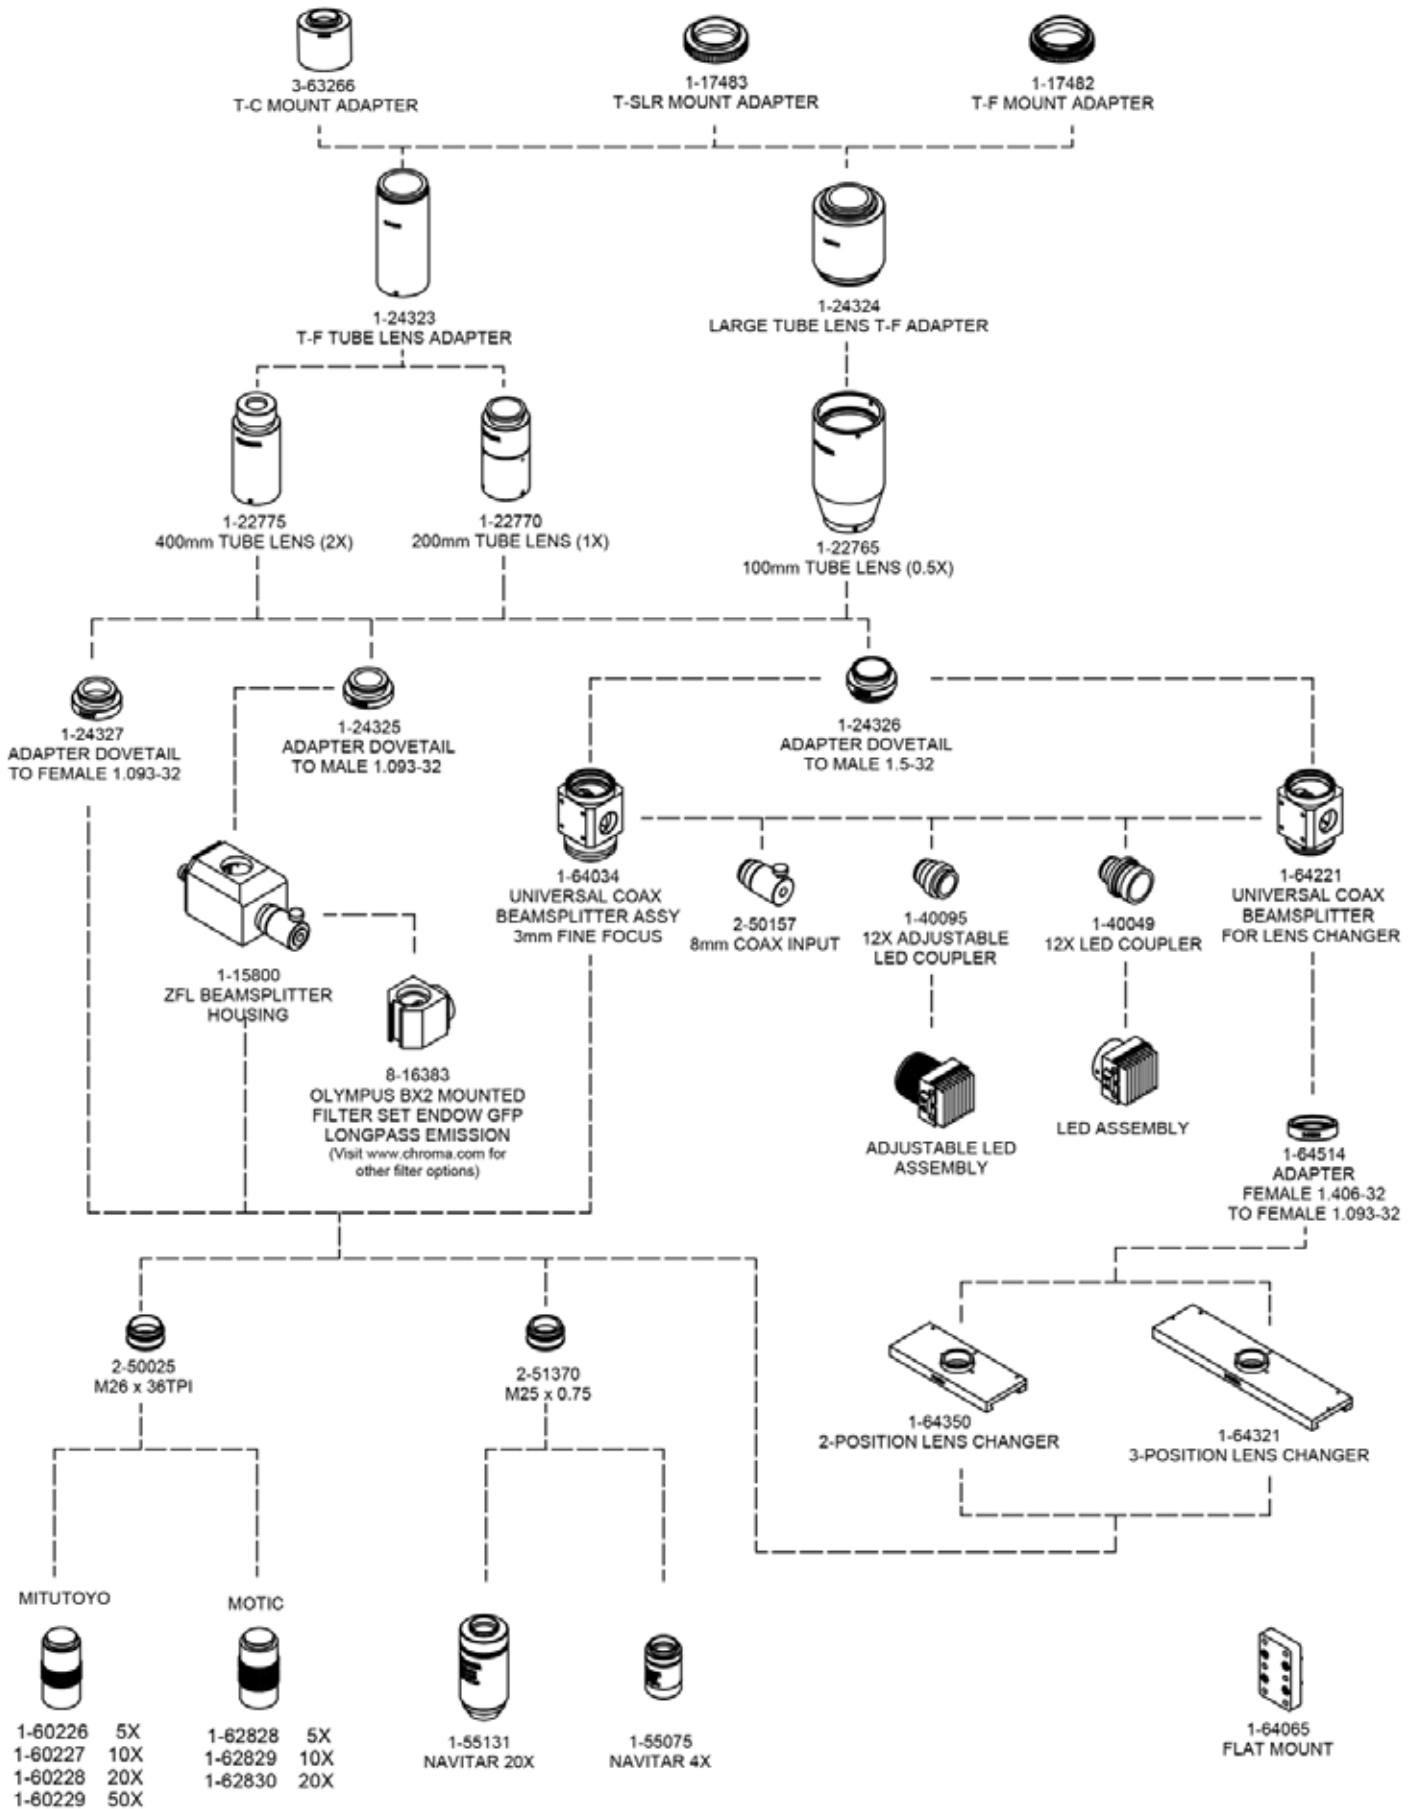 3-63266
T-C MOUNT ADAPTER
1-17483
T-SLR MOUNT ADAPTER
1-17482
T-F MOUNT ADAPTER
1-24323
T-F TUBE LENS ADAPTER
1-24324
LARGE TUBE LENS T-F ADAPTER
1-22775
400mm TUBE LENS (2X)
1-22770
200mm TUBE LENS (1X)
1-22765
100mm TUBE LENS (0.5X)
1-24327
ADAPTER DOVETAIL
TO FEMALE 1.093-32
1-24325
ADAPTER DOVETAIL
TO MALE 1.093-32
1-24326
ADAPTER DOVETAIL
TO MALE 1.5-32
1-64034
UNIVERSAL COAX
BEAMSPLITTER ASSY
3mm FINE FOCUS
2-50157
8mm COAX INPUT
1-40095
12X ADJUSTABLE
LED COUPLER
1-40049
12X LED COUPLER
1-64221
UNIVERSAL COAX
BEAMSPLITTER
FOR LENS CHANGER
1-15800
ZFL BEAMSPLITTER
HOUSING
8-16383
OLYMPUS BX2 MOUNTED
FILTER SET ENDOW GFP
LONGPASS EMISSION
(Visit www.chroma.com for
other filter options)
ADJUSTABLE LED
ASSEMBLY
LED ASSEMBLY
1-64514
ADAPTER
FEMALE 1.406-32
TO FEMALE 1.093-32
2-50025
M26 x 36TPI
2-51370
M25 x 0.75
1-64350
2-POSITION LENS CHANGER
1-64321
3-POSITION LENS CHANGER
MITUTOYO
1-60226 5X
1-60227 10X
1-60228 20X
1-60229 50X
MOTIC
1-62828 5X
1-62829 10X
1-62830 20X
1-55131
NAVITAR 20X
1-55075
NAVITAR 4X
1-64065
FLAT MOUNT